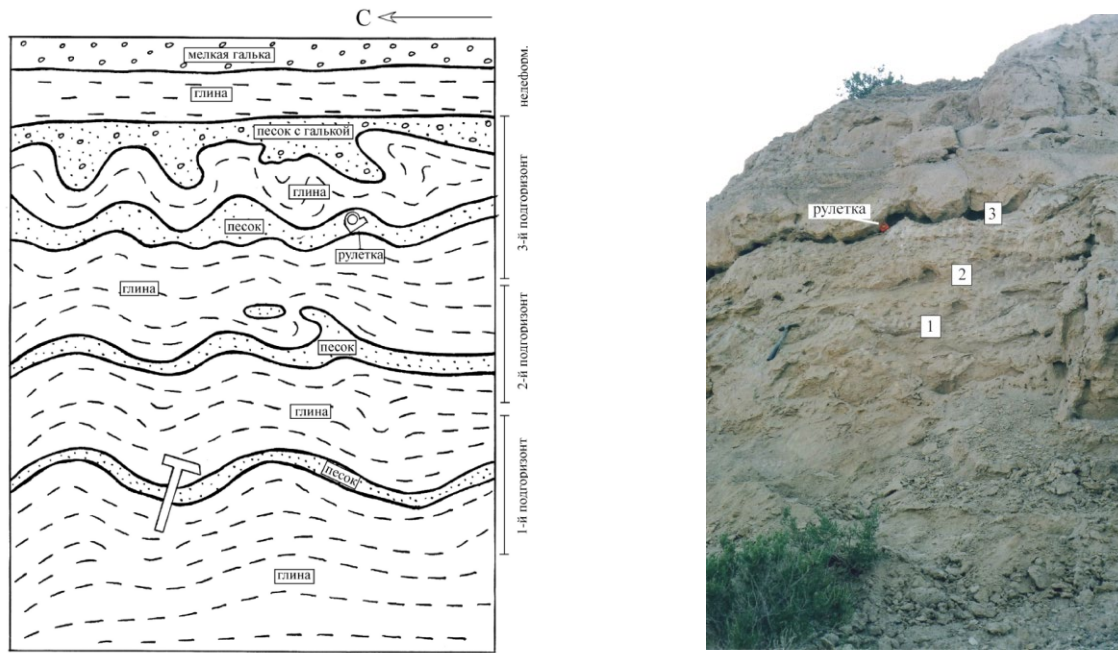 С
мелкая галька
глина
песок с галькой
глина
песок
рулетка
глина
песок
глина
песок
глина
недеформ.
3-й подгоризонт
2-й подгоризонт
1-й подгоризонт
рулетка
3
2
1